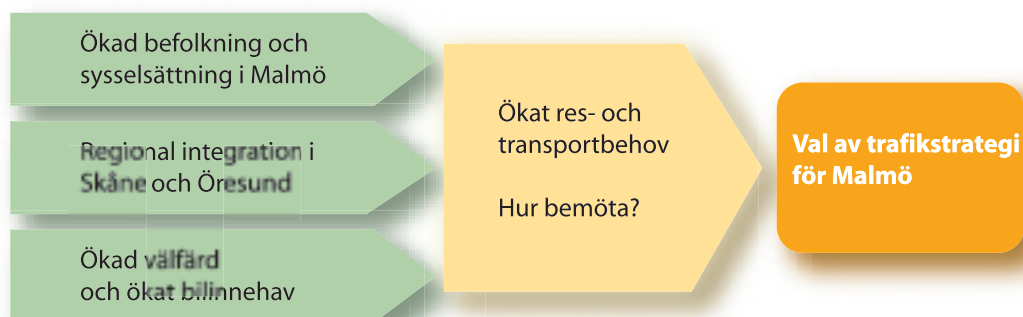 Ökad befolkning och
sysselsättning i Malmö
Regional integration i
Skåne och Öresund
Ökad välfärd
och ökat bilinnehav
Ökat res- och
transportbehov
Hur bemöta?
Val av trafikstrategi
för Malmö